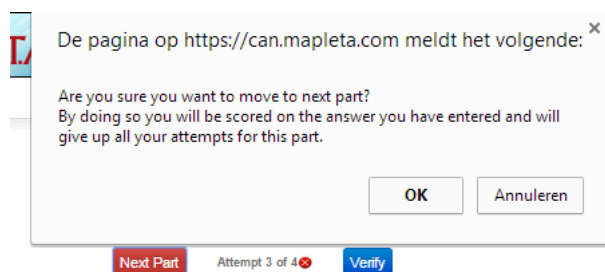 T.
De pagina op https://can.mapleta.com meldt het volgende:
Are you sure you want to move to next part?
By doing so you will be scored on the answer you have entered and will
give up all your attempts for this part.
OK Annuleren
Next Part Attempt 3 of 4 Verify